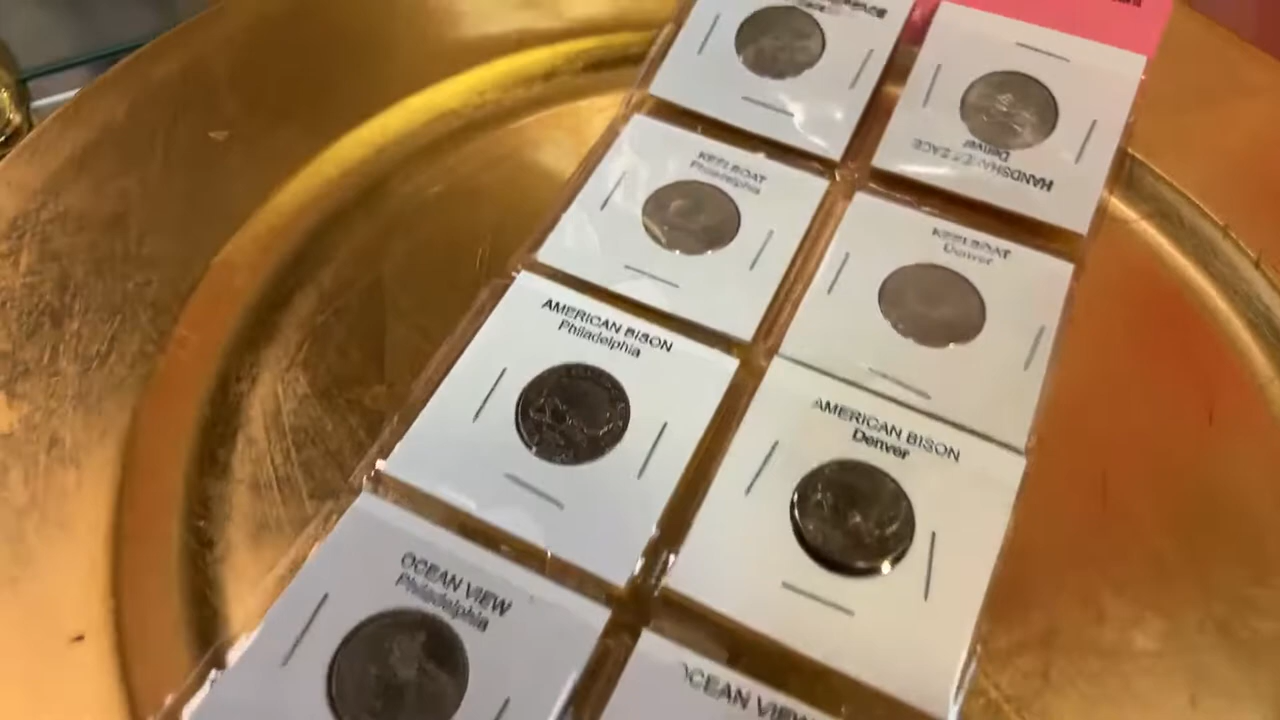 HANDSHAKE/PEACE
Denver
KEELBOAT
Philadelphia
KEELBOAT
Denver
AMERICAN BISON
Philadelphia
AMERICAN BISON
Denver
OCEAN VIEW
Philadelphia
OCEAN VIEW